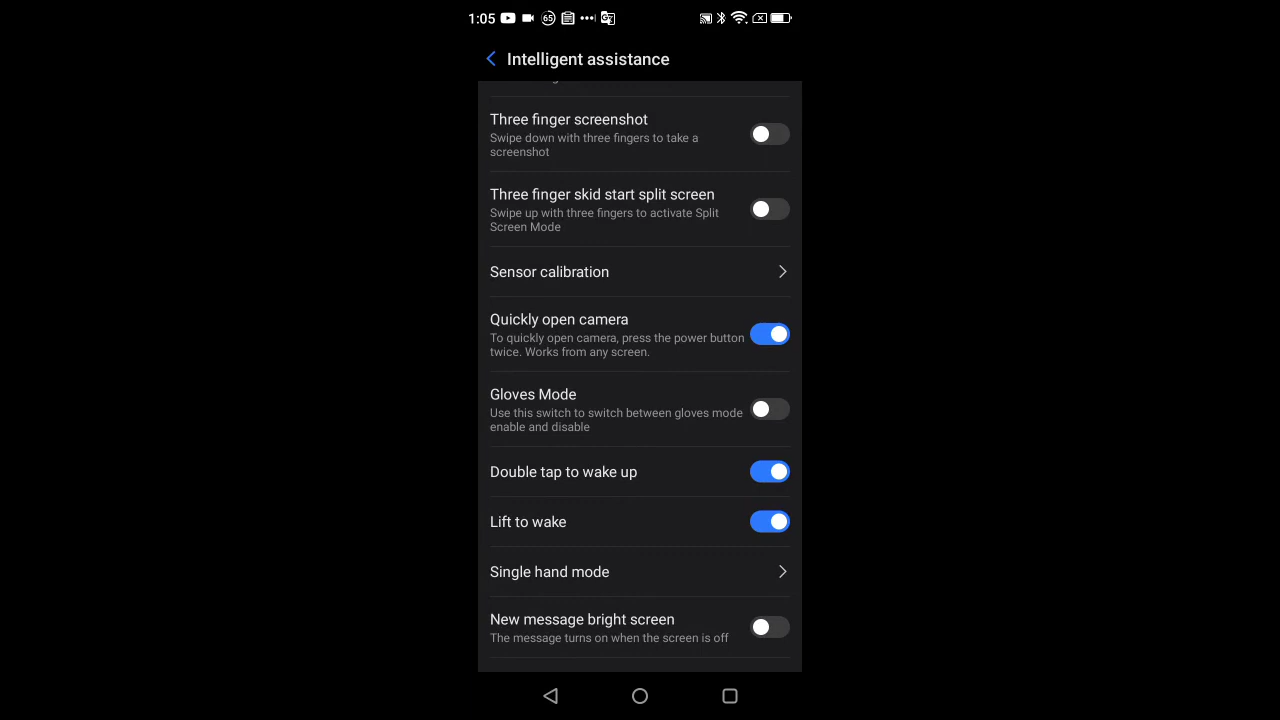 1:05
65
Intelligent assistance
Three finger screenshot
Swipe down with three fingers to take a
screenshot
Three finger skid start split screen
Swipe up with three fingers to activate Split
Screen Mode
Sensor calibration
Quickly open camera
To quickly open camera, press the power button
twice. Works from any screen.
Gloves Mode
Use this switch to switch between gloves mode
enable and disable
Double tap to wake up
Lift to wake
Single hand mode
New message bright screen
The message turns on when the screen is off